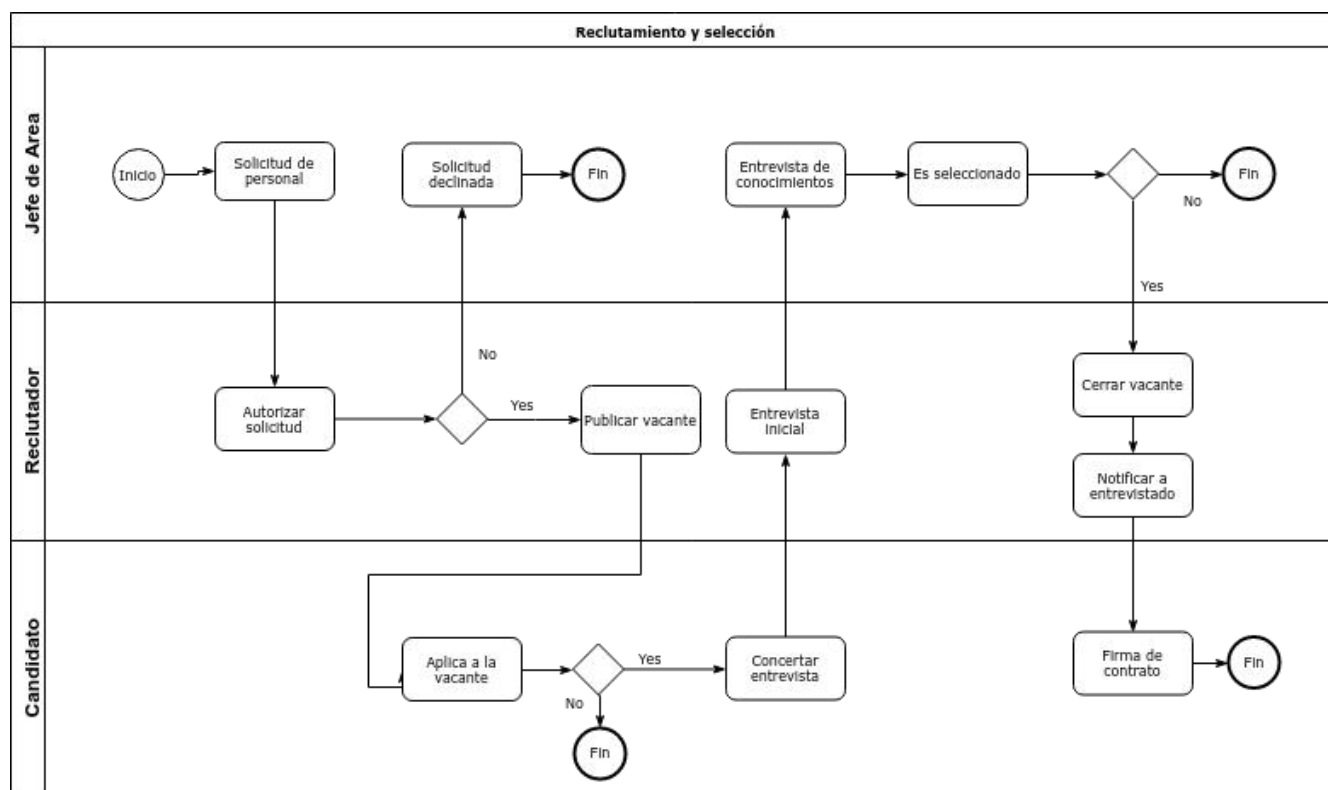 Reclutamiento y selección
Jefe de Area
Inicio
Solicitud de
personal
Solicitud
declinada
Fin
Entrevista de
conocimientos
Es seleccionado
No
Fin
Yes
Reclutador
Autorizar
solicitud
No
Yes
Publicar vacante
Entrevista
inicial
Cerrar vacante
Notificar a
entrevistado
Candidato
Aplica a la
vacante
Yes
No
Fin
Concertar
entrevista
Firma de
contrato
Fin